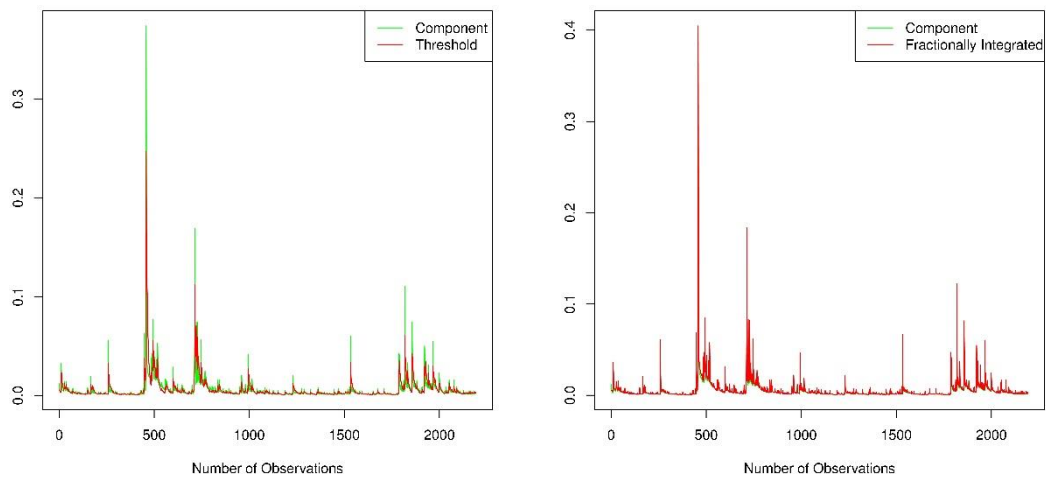 Component
Threshold
0.3
0.2
0.1
0.0
0 500 1000 1500 2000
Number of Observations
Component
Fractionally Integrated
0.4
0.3
0.2
0.1
0.0
0 500 1000 1500 2000
Number of Observations